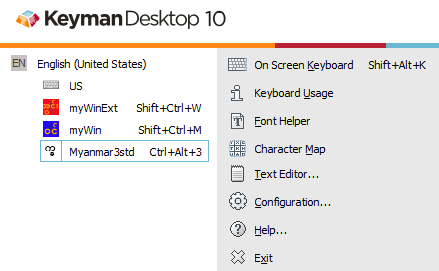 Keyman Desktop 10
EN English (United States)
US
myWinExt Shift+Ctrl+W
myWin Shift+Ctrl+M
Myanmar3std Ctrl+Alt+3
On Screen Keyboard Shift+Alt+K
Keyboard Usage
Font Helper
Character Map
Text Editor...
Configuration...
Help...
Exit